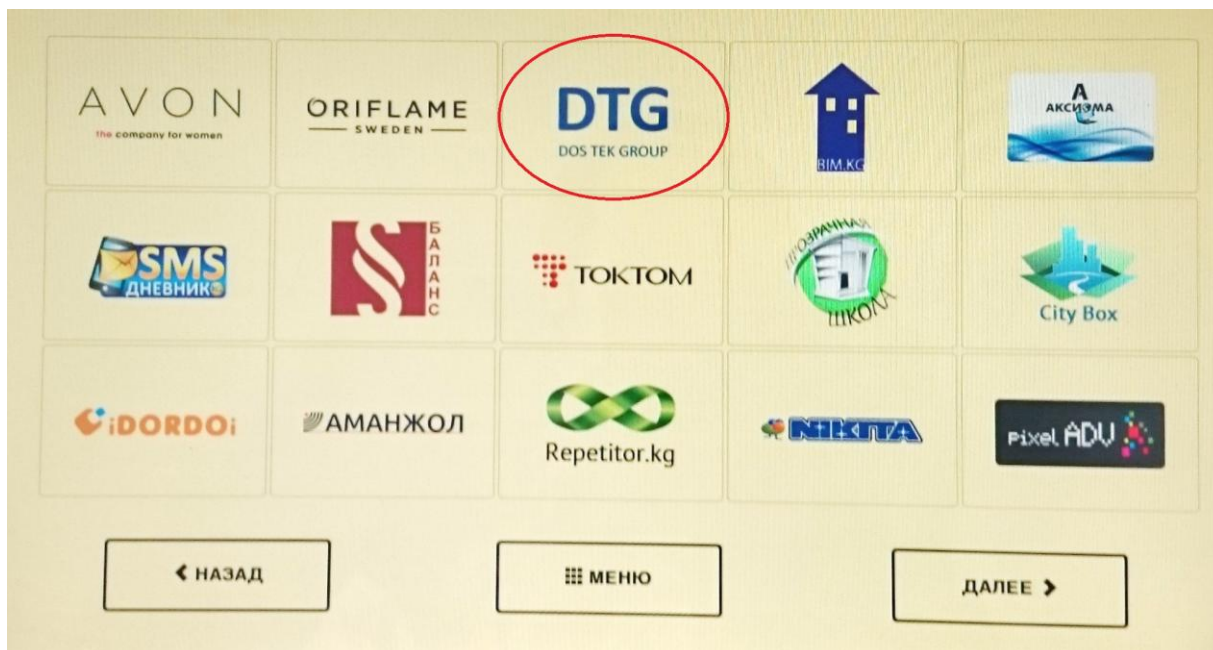 AVON
the company for women
ORIFLAME
SWEDEN
DTG
DOS TEK GROUP
BIM.KG
А
АКСИОМА
SMS
ДНЕВНИК
БАЛАНС
ТОКТОМ
ПРОЗРАЧНАЯ
ШКОЛА
City Box
iDORDOi
АМАНЖОЛ
Repetitor.kg
NIKITA
Pixel ADV
НАЗАД
МЕНЮ
ДАЛЕЕ